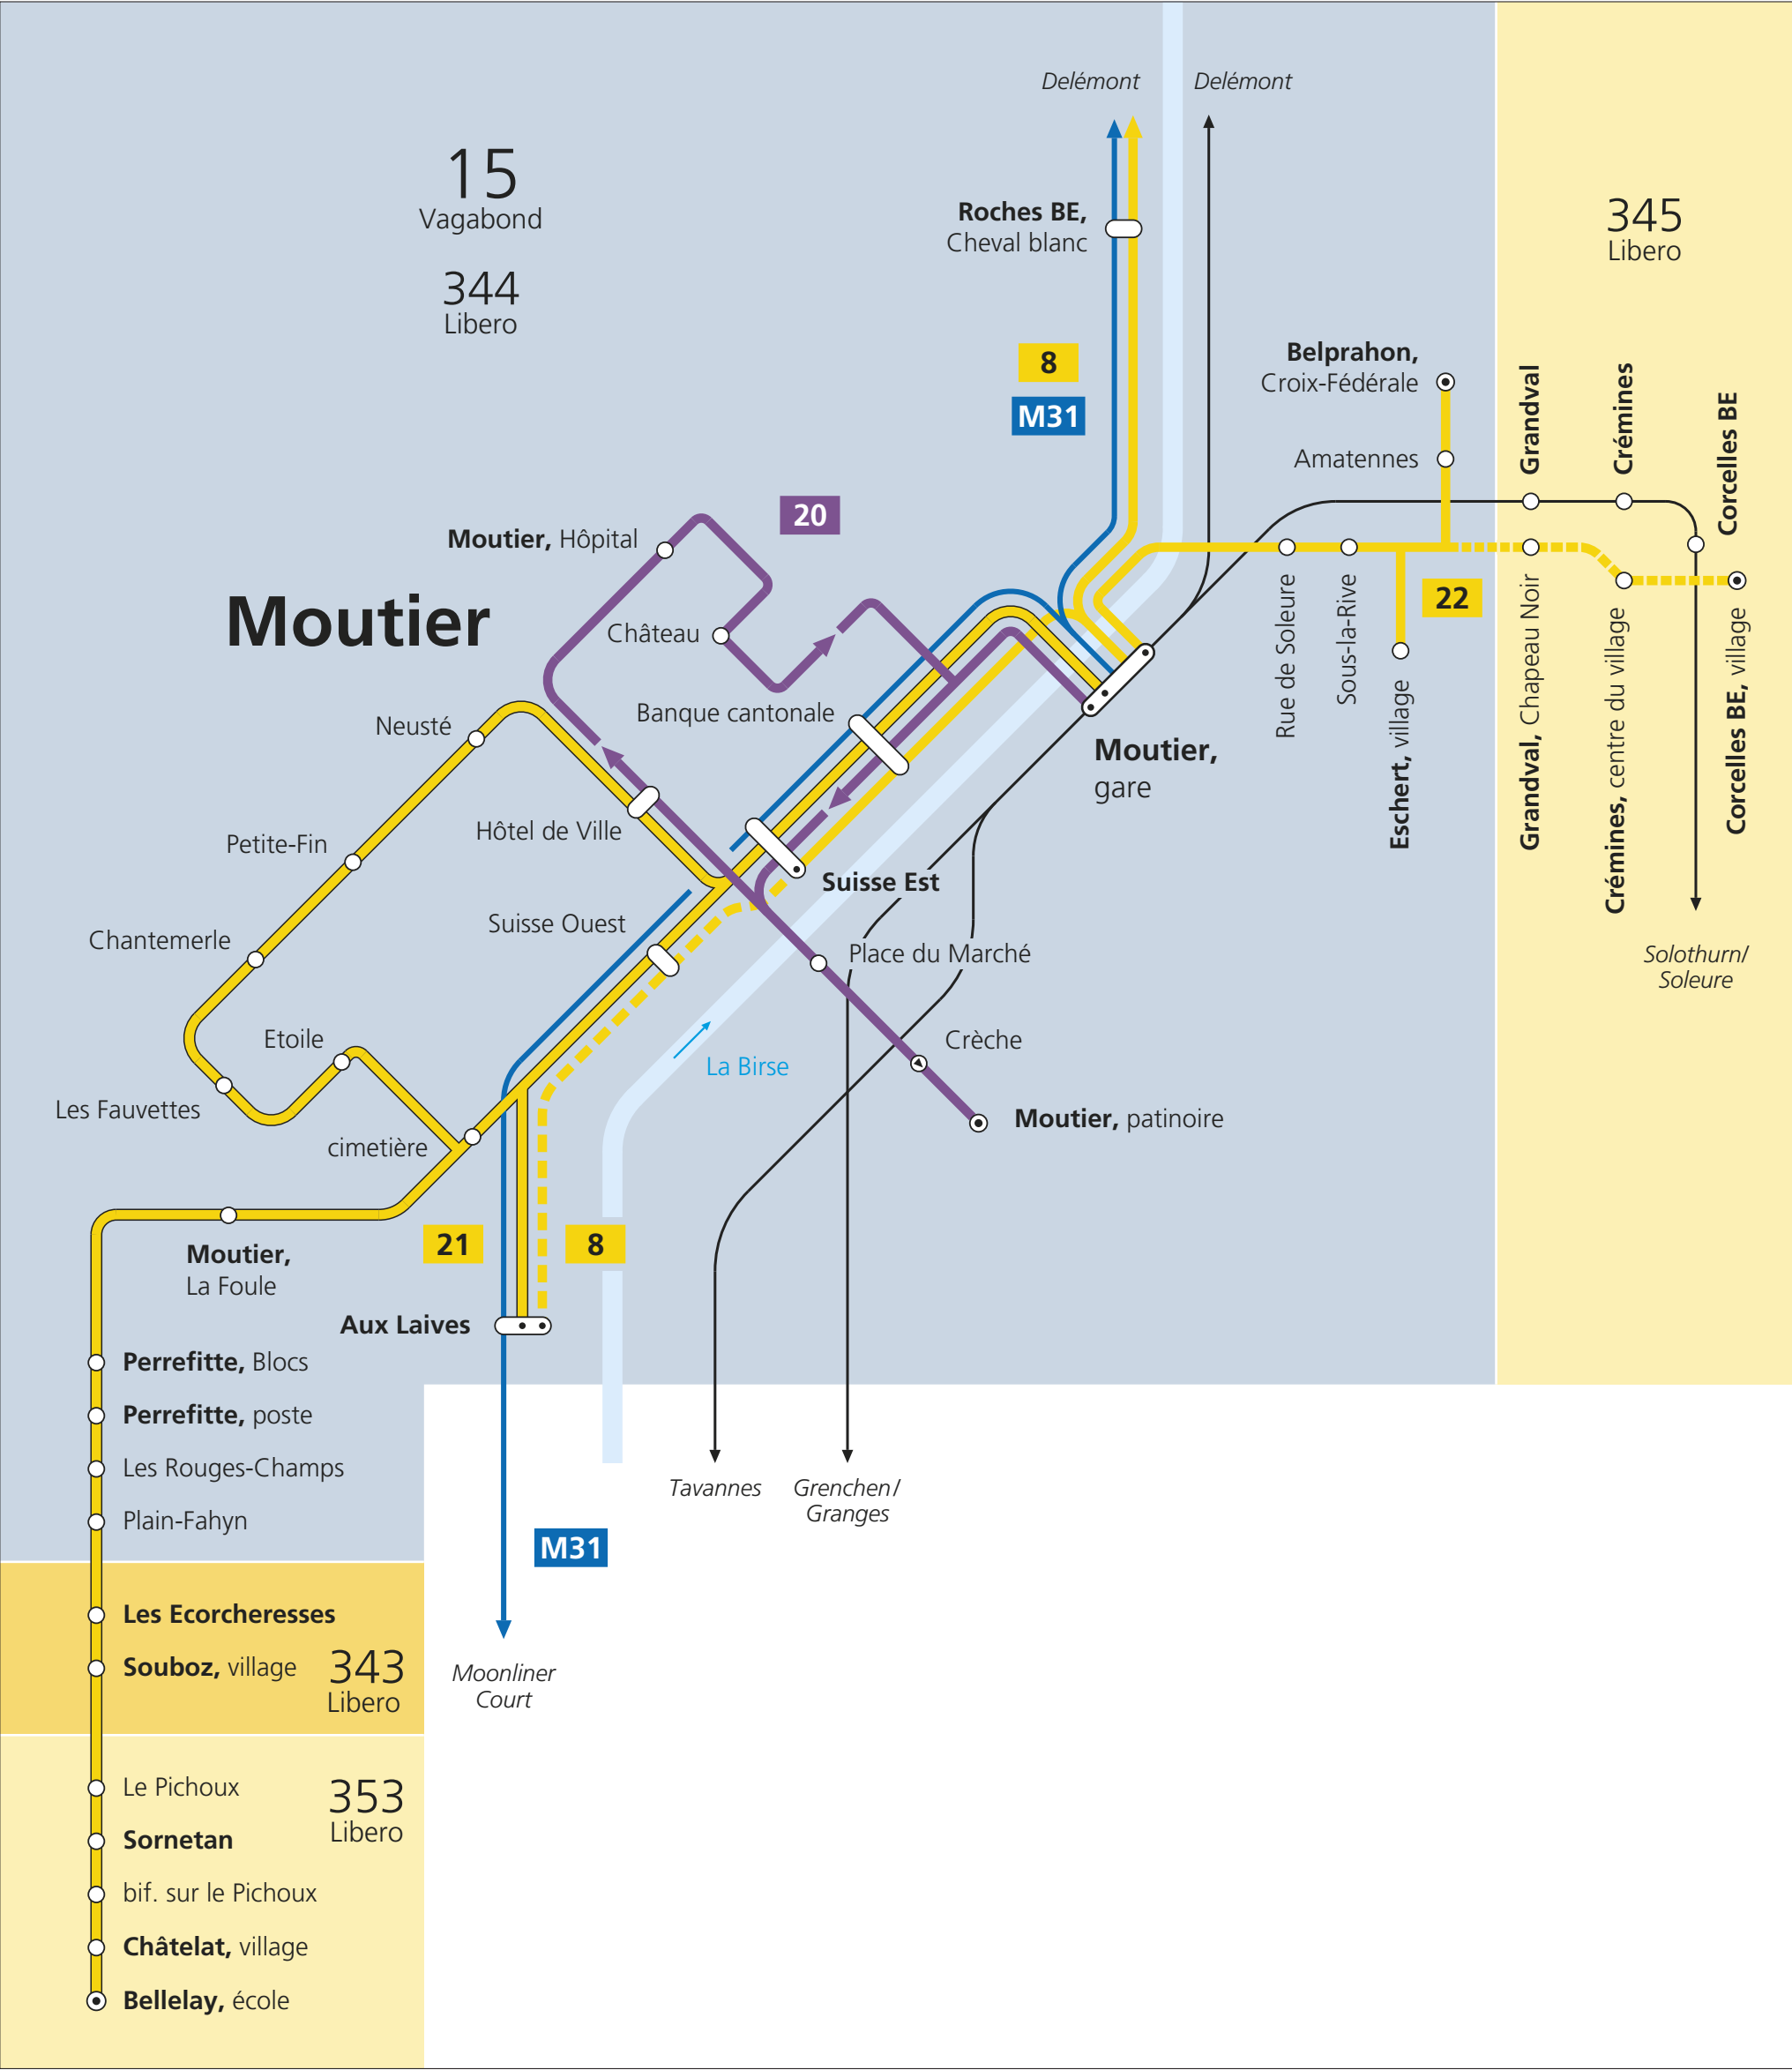 Delémont
Delémont
15
Vagabond
344
Libero
345
Libero
Roches BE,
Cheval blanc
8
M31
Belprahon,
Croix-Fédérale
Amatennes
Grandval
Crémines
Corcelles BE
20
Moutier, Hôpital
Moutier
Château
22
Banque cantonale
Neusté
Rue de Soleure
Sous-la-Rive
Eschert, village
Grandval, Chapeau Noir
Crémines, centre du village
Corcelles BE, village
Moutier,
gare
Hôtel de Ville
Petite-Fin
Suisse Est
Suisse Ouest
Chantemerle
Place du Marché
Solothurn/
Soleure
Etoile
Crèche
La Birse
Les Fauvettes
Moutier, patinoire
cimetière
Moutier,
La Foule
21
8
Aux Laives
Perrefitte, Blocs
Perrefitte, poste
Les Rouges-Champs
Plain-Fahyn
Tavannes
Grenchen/
Granges
M31
Les Ecorcheresses
Souboz, village
343
Libero
Moonliner
Court
Le Pichoux
353
Libero
Sornetan
bif. sur le Pichoux
Châtelat, village
Bellelay, école